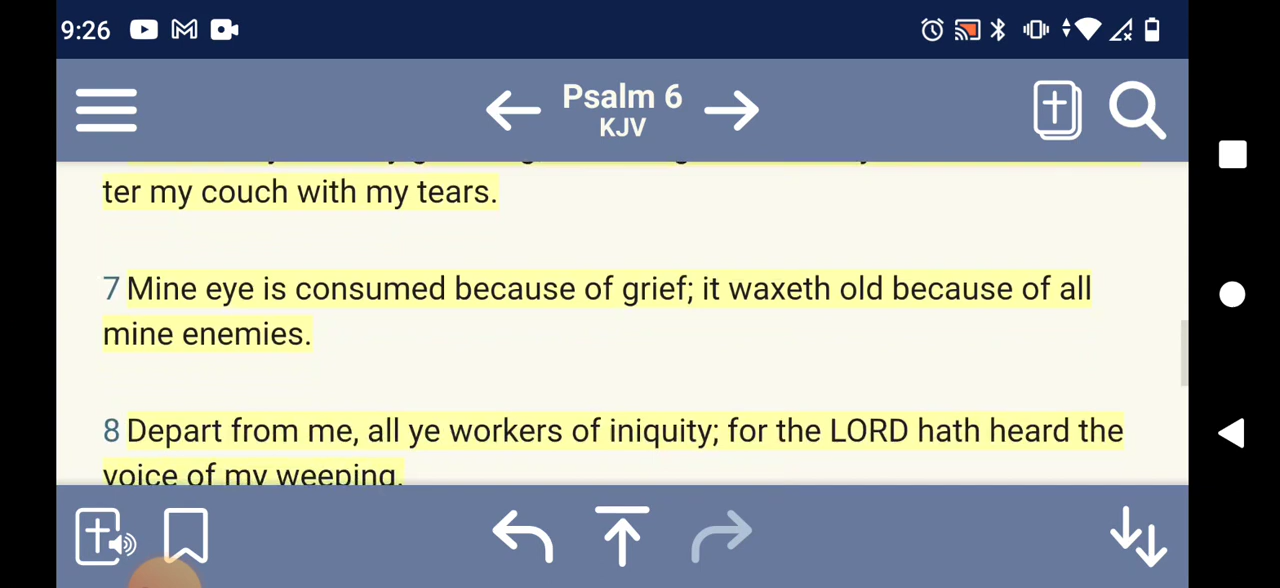 9:26
Psalm 6
KJV
ter my couch with my tears.
7 Mine eye is consumed because of grief; it waxeth old because of all
mine enemies.
8 Depart from me, all ye workers of iniquity; for the LORD hath heard the
voice of my weeping.